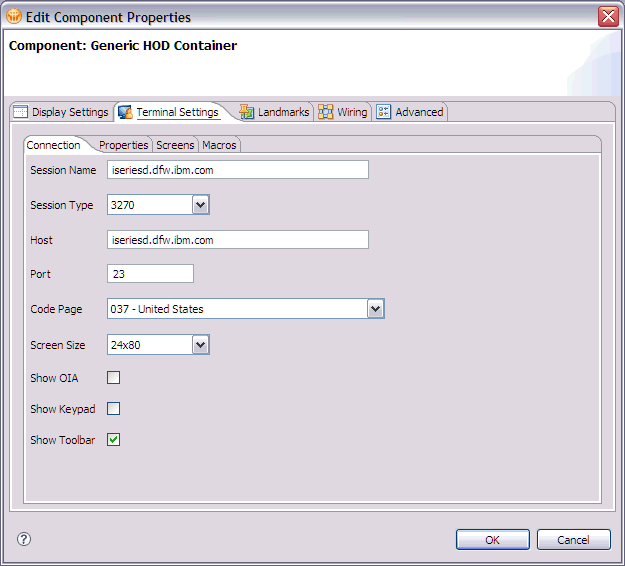 Edit Component Properties
Component: Generic HOD Container
Display Settings Terminal Settings Landmarks Wiring Advanced
Connection Properties Screens Macros
Session Name iseriesd.dfw.ibm.com
Session Type 3270
Host iseriesd.dfw.ibm.com
Port 23
Code Page 037 - United States
Screen Size 24x80
Show OIA
Show Keypad
Show Toolbar
? OK Cancel